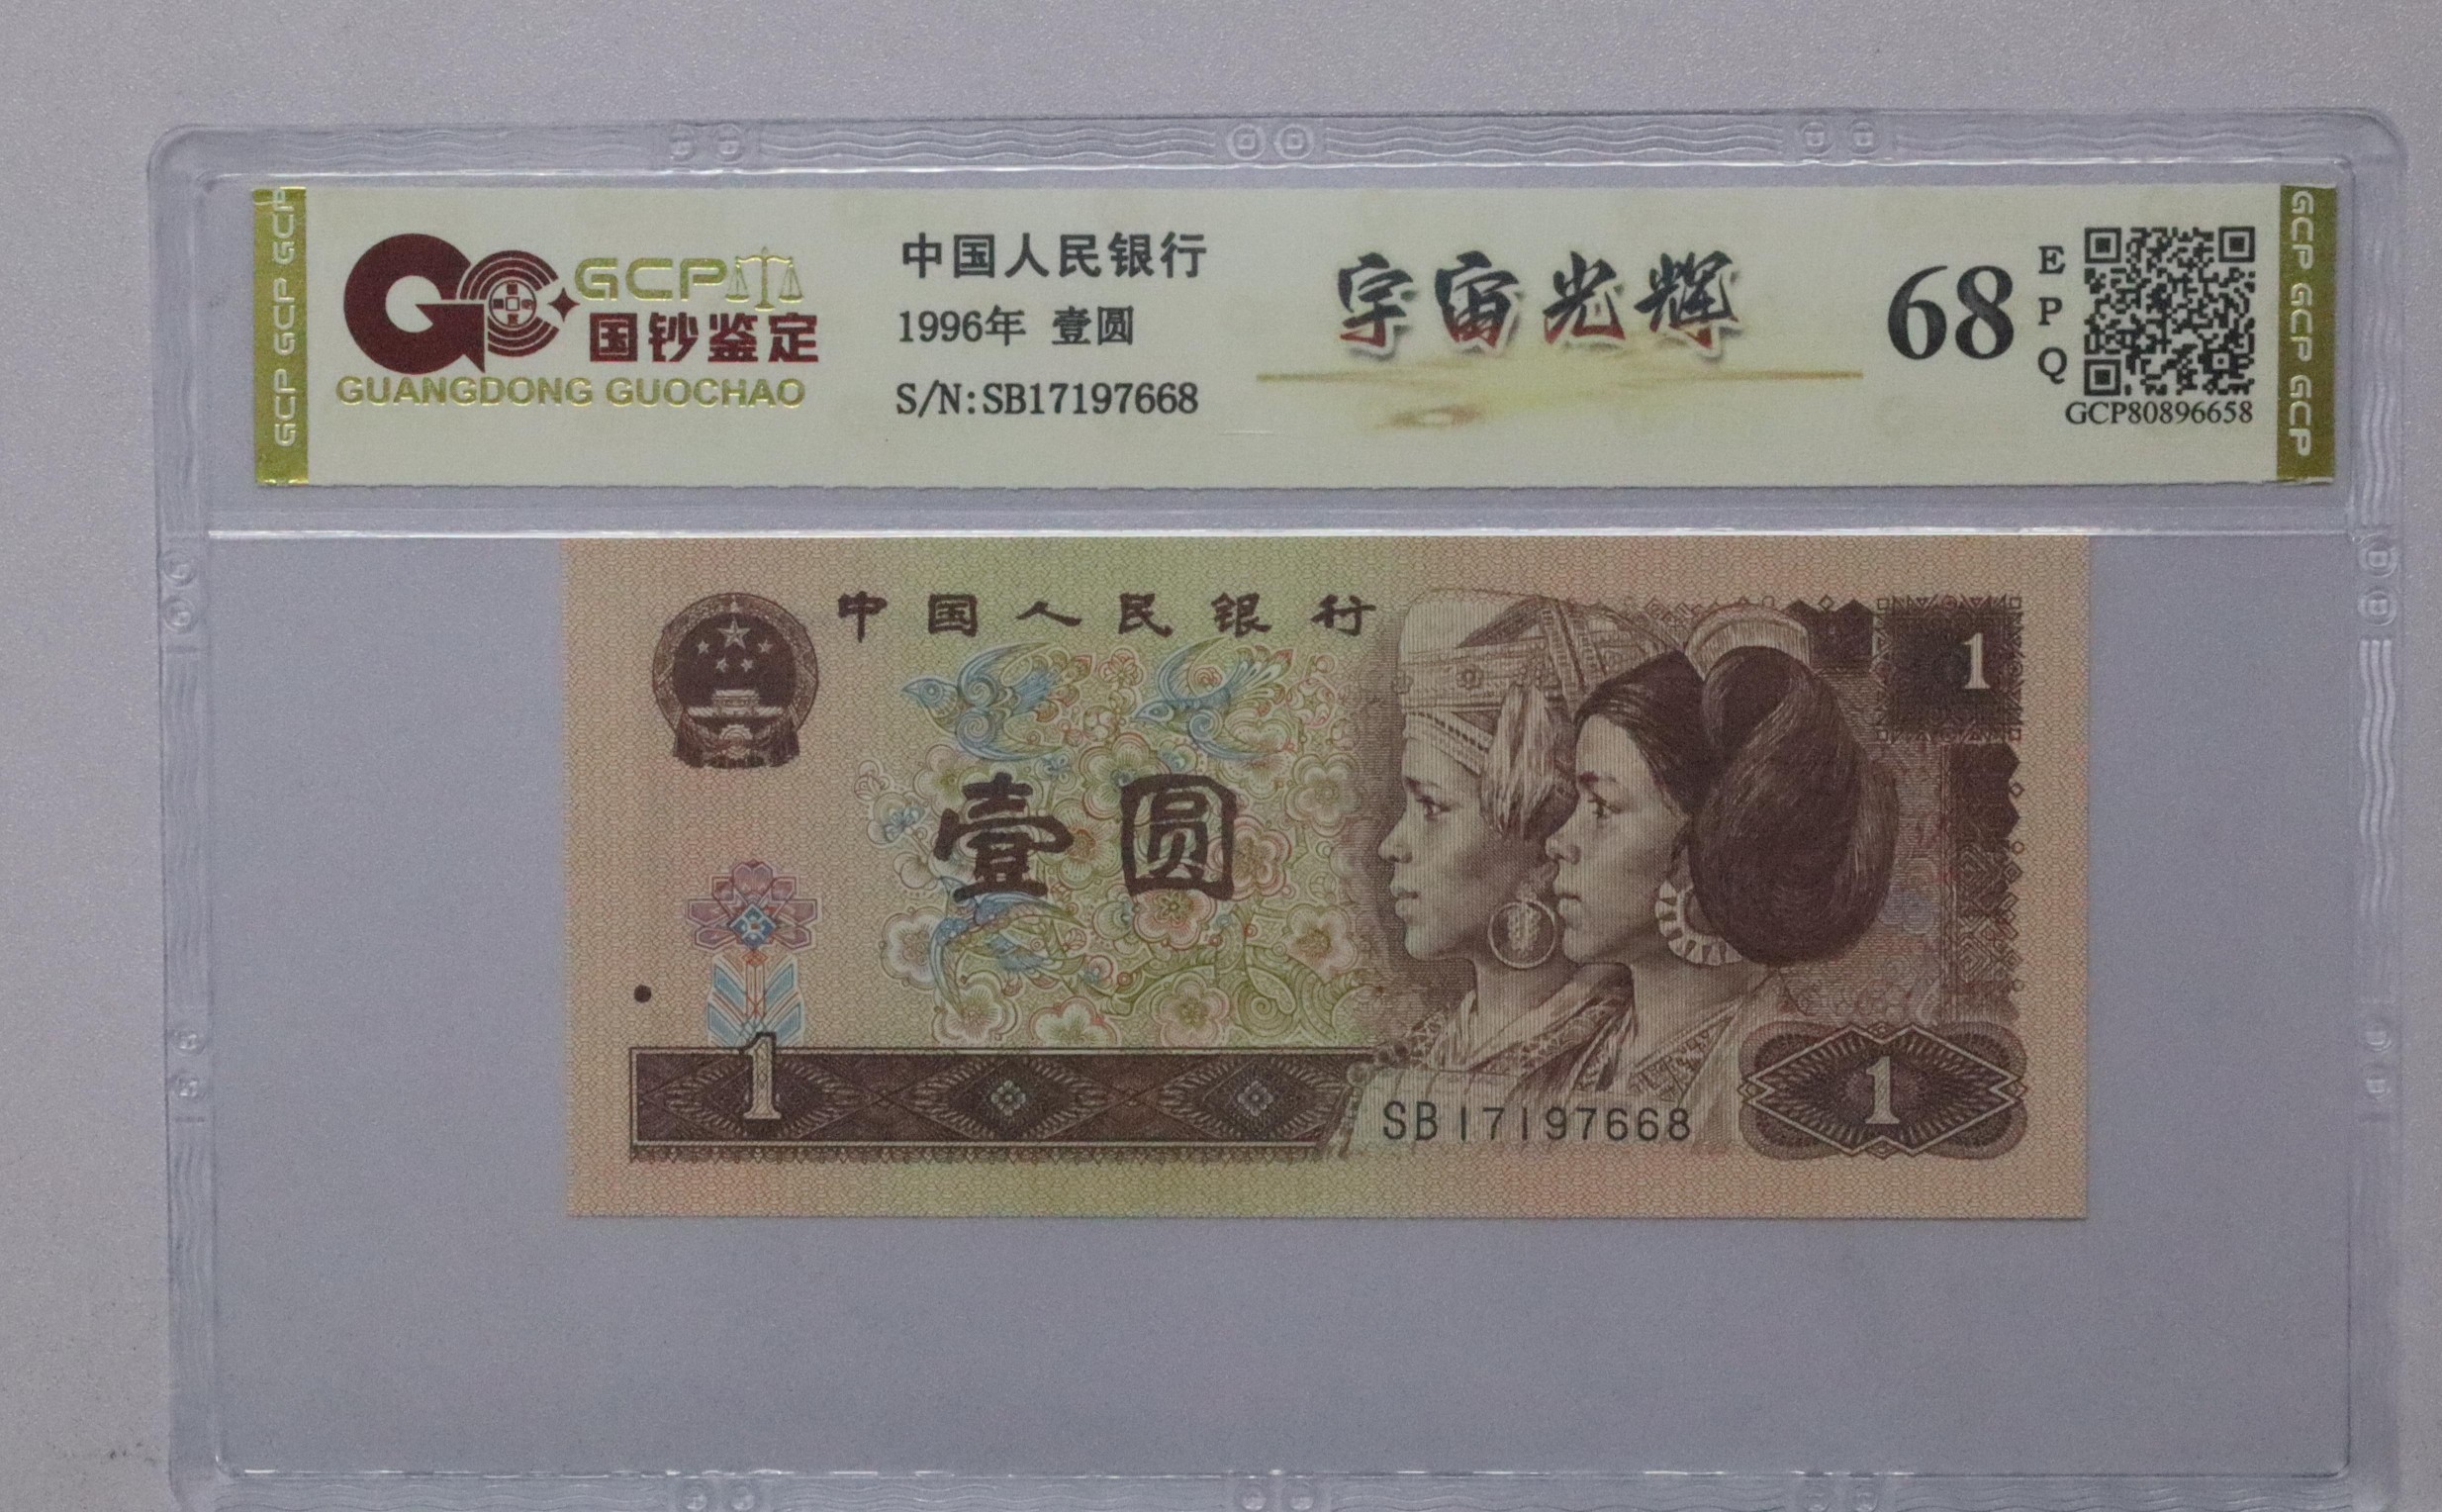 GCP GCP GCP
GCP
国钞鉴定
GUANGDONG GUOCHAO
中国人民银行
1996年 壹圆
S/N:SB17197668
宇宙光辉
68
EPQ
GCP80896658
GCP GCP GCP
中国人民银行
1
壹圆
1
SB17197668
1